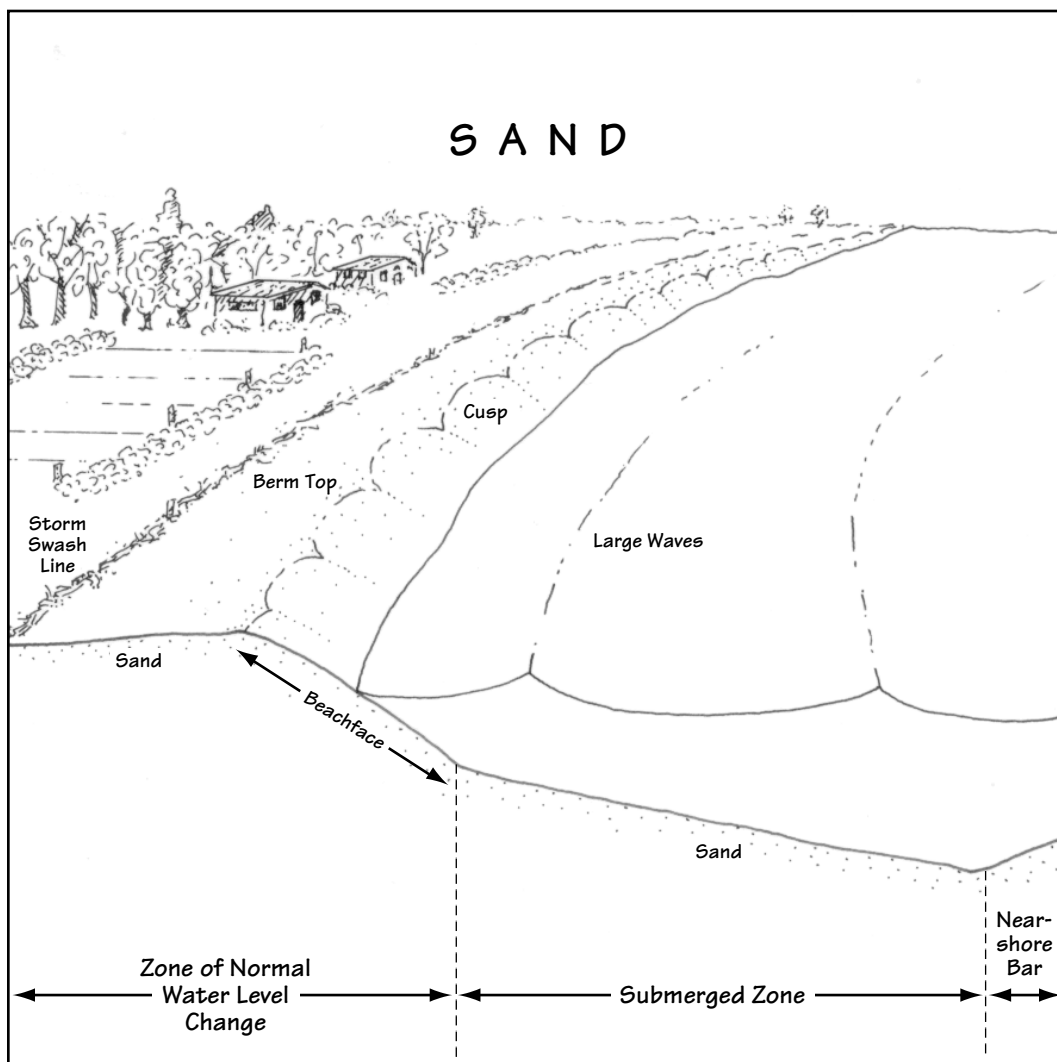 SAND
Cusp
Berm Top
Storm
Swash
Line
Large Waves
Sand
Beachface
Sand
Near-
shore
Bar
Zone of Normal
Water Level
Change
Submerged Zone